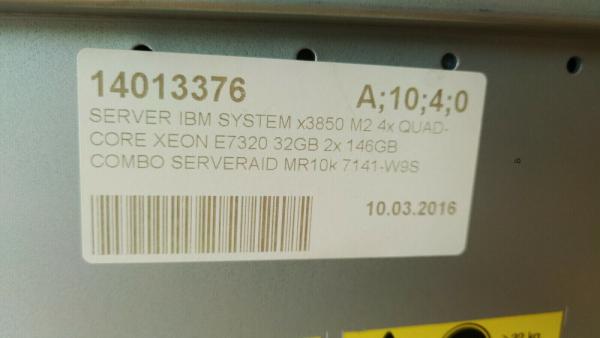 14013376 A;10;4;0
SERVER IBM SYSTEM x3850 M2 4x QUAD-
CORE XEON E7320 32GB 2x 146GB
COMBO SERVERAID MR10k 7141-W9S
10.03.2016